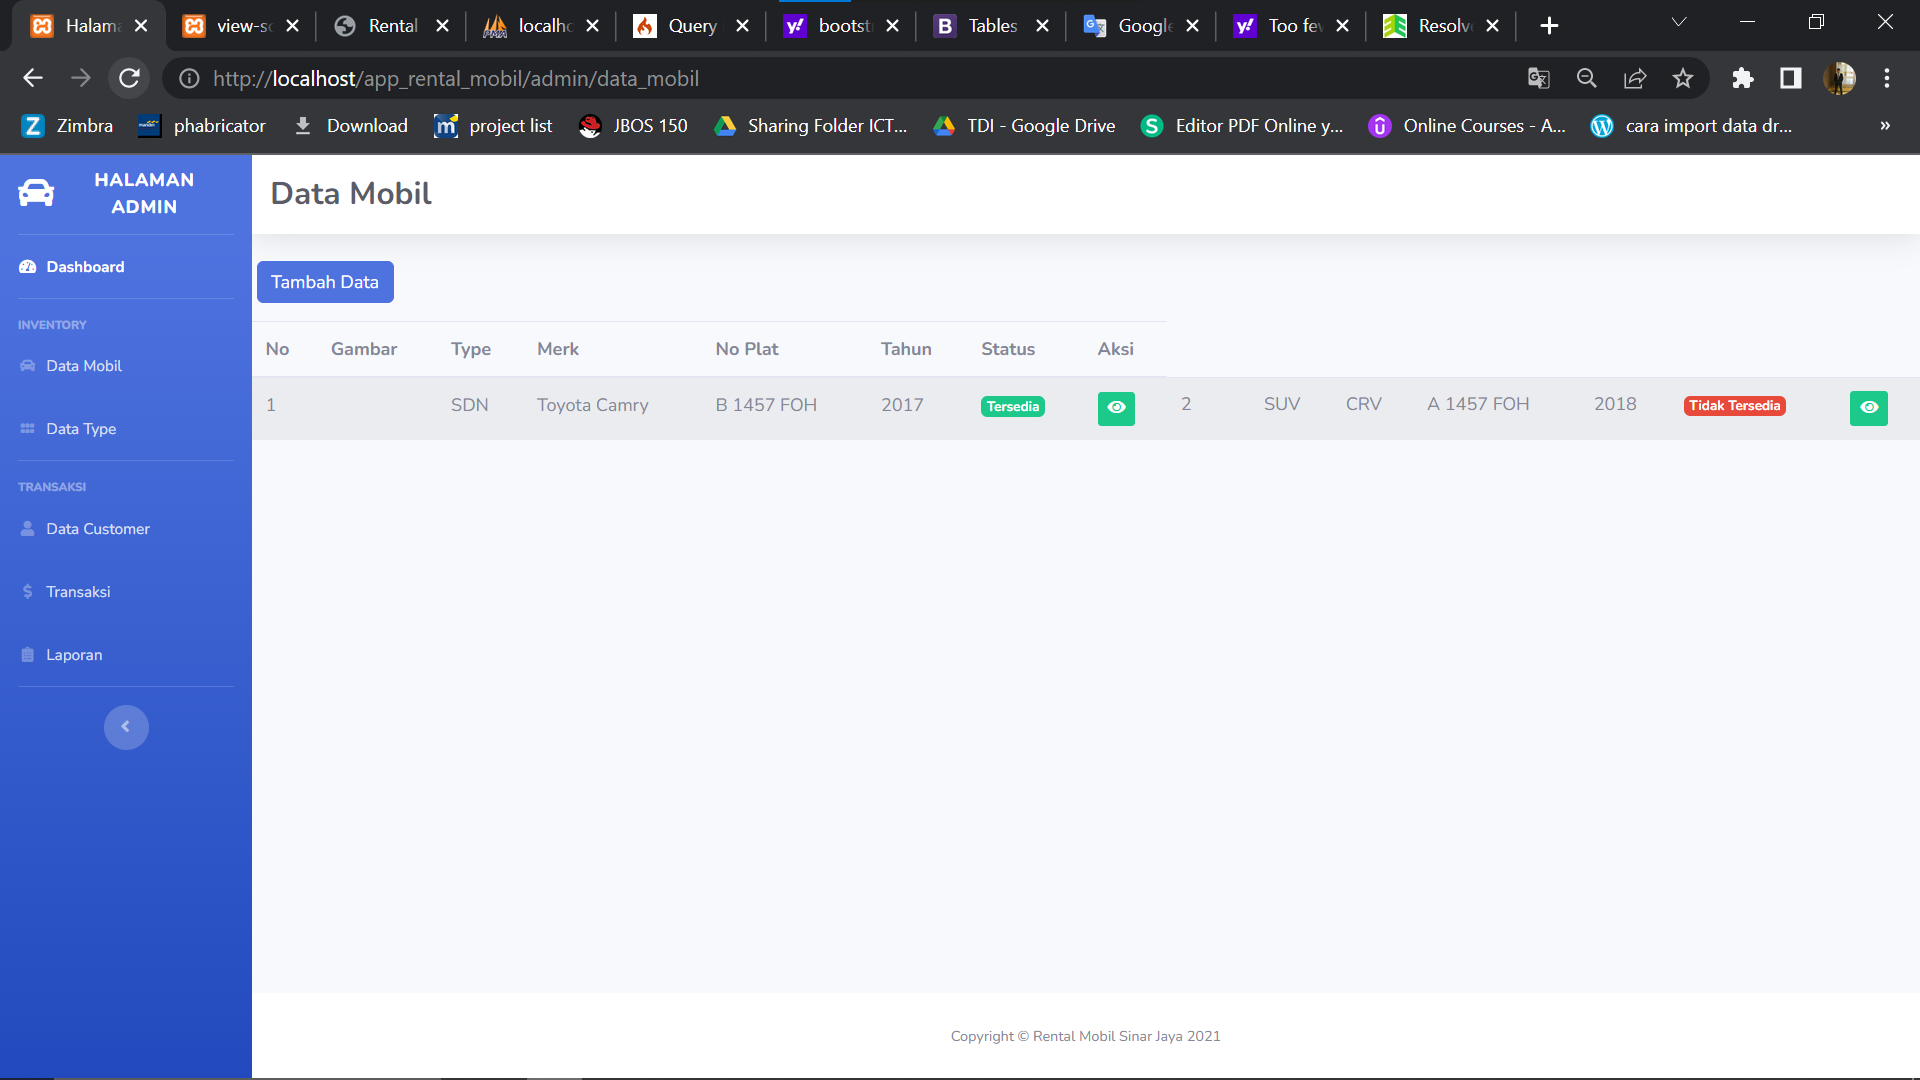 Halama
view-sc
Rental
localho
Query
bootst
Tables
Google
Too few
Resolve
http://localhost/app_rental_mobil/admin/data_mobil
Zimbra
phabricator
Download
project list
JBOS 150
Sharing Folder ICT...
TDI - Google Drive
Editor PDF Online y...
Online Courses - A...
cara import data dr...
»
HALAMAN
ADMIN
Dashboard
INVENTORY
Data Mobil
Data Type
TRANSAKSI
Data Customer
Transaksi
Laporan
Data Mobil
Tambah Data
No Gambar Type Merk No Plat Tahun Status Aksi
1 SDN Toyota Camry B 1457 FOH 2017 Tersedia 2 SUV CRV A 1457 FOH 2018 Tidak Tersedia
Copyright © Rental Mobil Sinar Jaya 2021